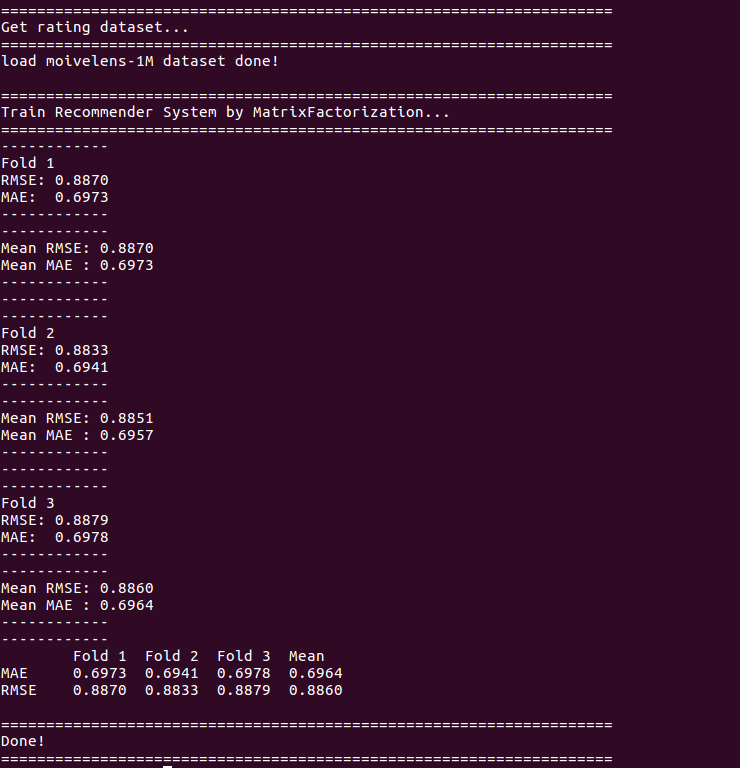 ====================================================================
Get rating dataset...
====================================================================
load moivelens-1M dataset done!

====================================================================
Train Recommender System by MatrixFactorization...
====================================================================
------------
Fold 1
RMSE: 0.8870
MAE:  0.6973
------------
------------
Mean RMSE: 0.8870
Mean MAE : 0.6973
------------
------------
------------
Fold 2
RMSE: 0.8833
MAE:  0.6941
------------
------------
Mean RMSE: 0.8851
Mean MAE : 0.6957
------------
------------
------------
Fold 3
RMSE: 0.8879
MAE:  0.6978
------------
------------
Mean RMSE: 0.8860
Mean MAE : 0.6964
------------
------------
        Fold 1  Fold 2  Fold 3  Mean
MAE     0.6973  0.6941  0.6978  0.6964
RMSE    0.8870  0.8833  0.8879  0.8860

====================================================================
Done!
====================================================================